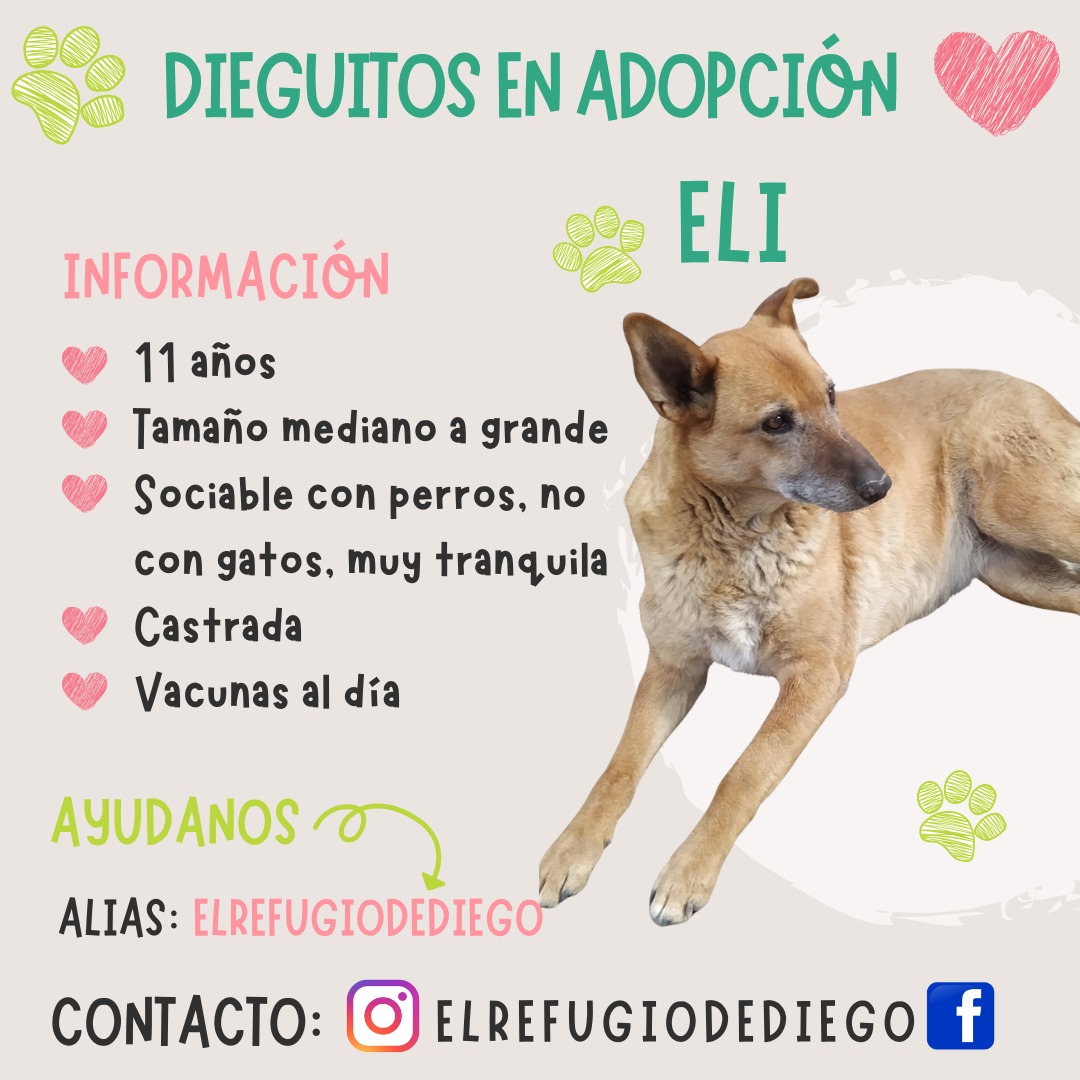 DIEGUITOS EN ADOPCIÓN
ELI
INFORMACIÓN
11 años
Tamaño mediano a grande
Sociable con perros, no
con gatos, muy tranquila
Castrada
Vacunas al día
AYUDANOS
ALIAS: ELREFUGIODEDIEGO
CONTACTO: ELREFUGIODEDIEGO